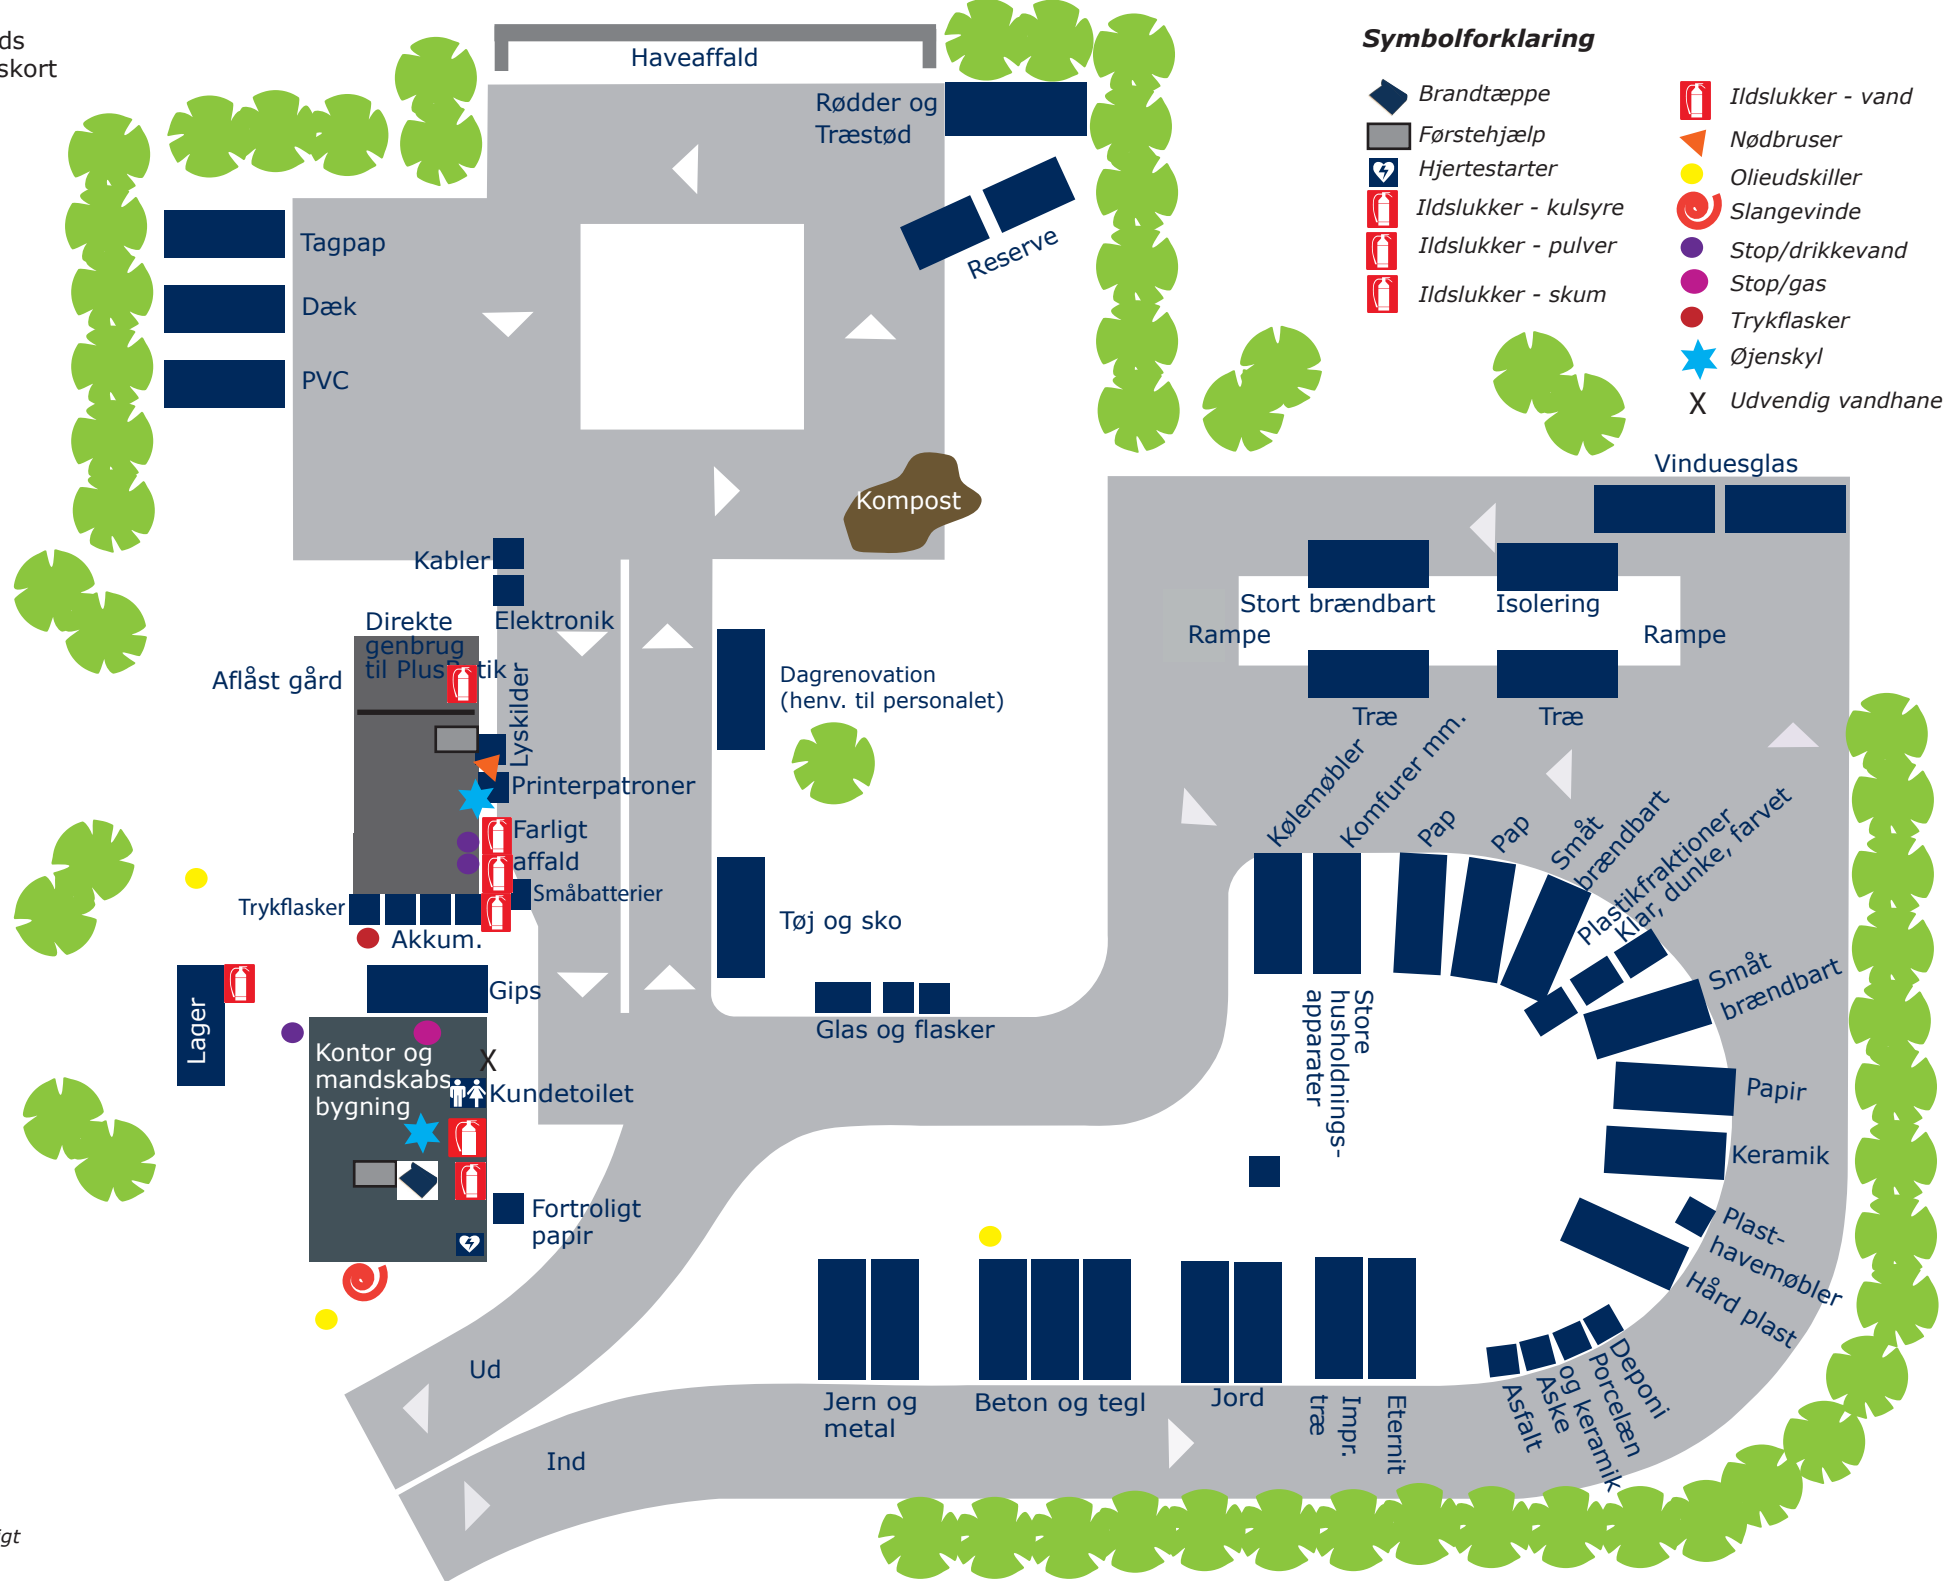 ds
skort
Haveaffald
Rødder og
Træstød
Reserve
Tagpap
Dæk
PVC
Kompost
Symbolforklaring
Brandtæppe
Førstehjælp
Hjertestarter
Ildslukker - kulsyre
Ildslukker - pulver
Ildslukker - skum
Ildslukker - vand
Nødbruser
Olieudskiller
Slangevinde
Stop/drikkevand
Stop/gas
Trykflasker
Øjenskyl
X Udvendig vandhane
Vinduesglas
Stort brændbart
Isolering
Rampe
Rampe
Træ
Træ
Kabler
Elektronik
Direkte
genbrug
til PlusB tik
Aflåst gård
Lyskilder
Printerpatroner
Farligt
affald
Småbatterier
Trykflasker
Akkum.
Gips
Lager
Kontor og
mandskabs
bygning
X
Kundetoilet
Fortroligt
papir
Dagrenovation
(henv. til personalet)
Tøj og sko
Glas og flasker
Kølemøbler
Komfurer mm.
Pap
Pap
Småt
brændbart
Plastikfraktioner
Klar, dunke, farvet
Småt
brændbart
Store
husholdnings-
apparater
Papir
Keramik
Plast-
havemøbler
Hård plast
Deponi
Porcelæn
og keramik
Aske
Asfalt
Eternit
Impr.
træ
Jord
Beton og tegl
Jern og
metal
Ud
Ind
igt